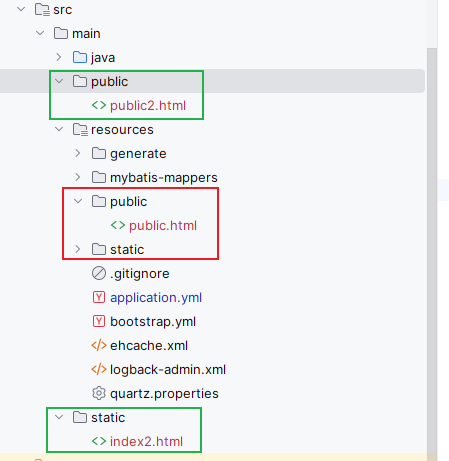 src
main
java
public
public2.html
resources
generate
mybatis-mappers
public
public.html
static
.gitignore
application.yml
bootstrap.yml
ehcache.xml
logback-admin.xml
quartz.properties
static
index2.html